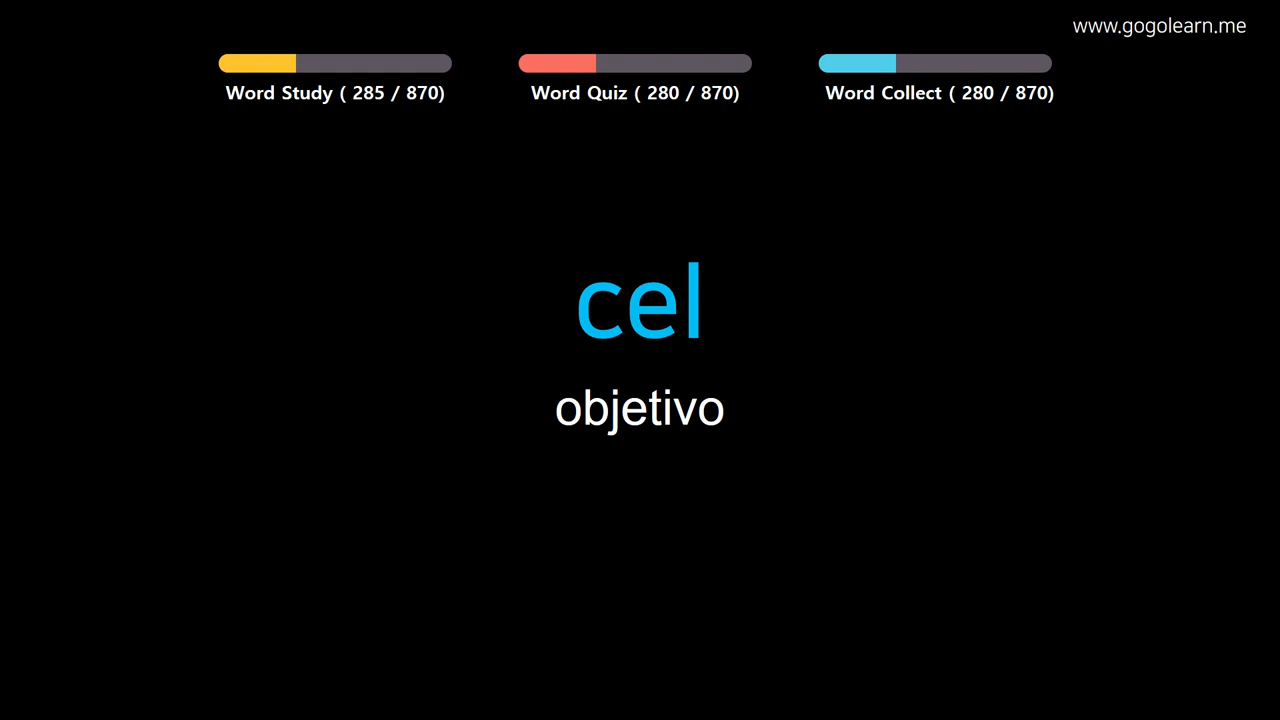 www.gogolearn.me
Word Study ( 285 / 870)
Word Quiz ( 280 / 870)
Word Collect ( 280 / 870)
cel
objetivo